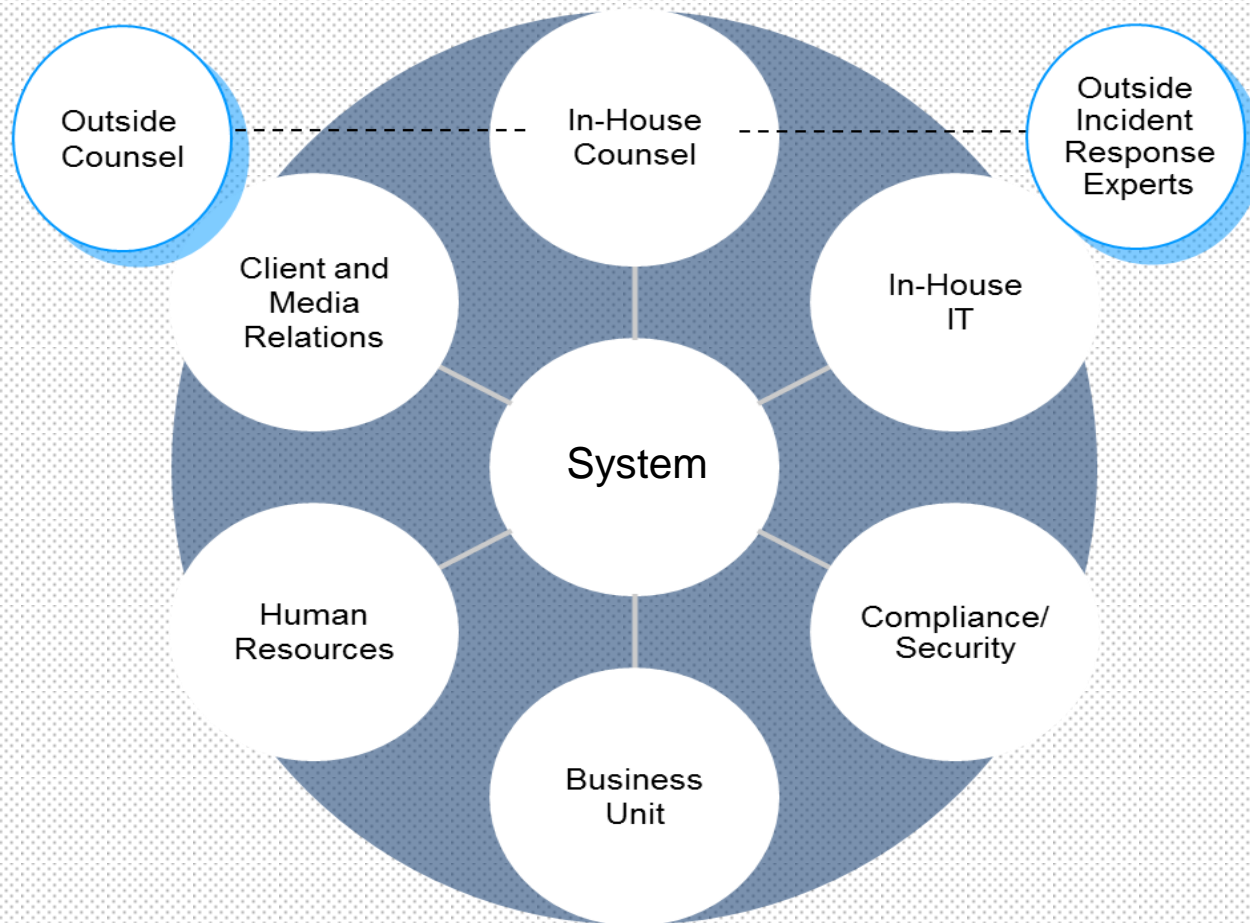 Outside
Counsel
In-House
Counsel
Outside
Incident
Response
Experts
Client and
Media
Relations
In-House
IT
System
Human
Resources
Compliance/
Security
Business
Unit